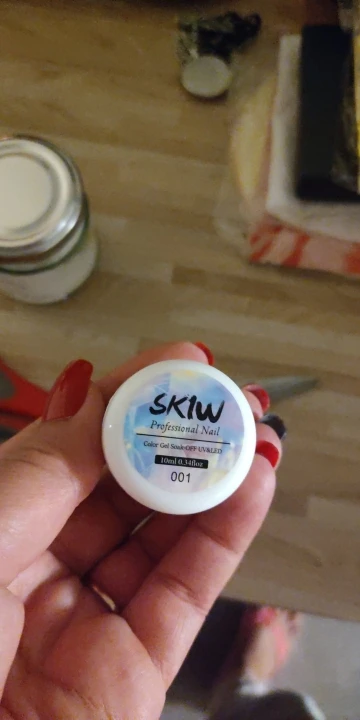 SKIW
Professional Nail
Color Gel Soak-OFF UV&LED
10ml 0.34floz
001